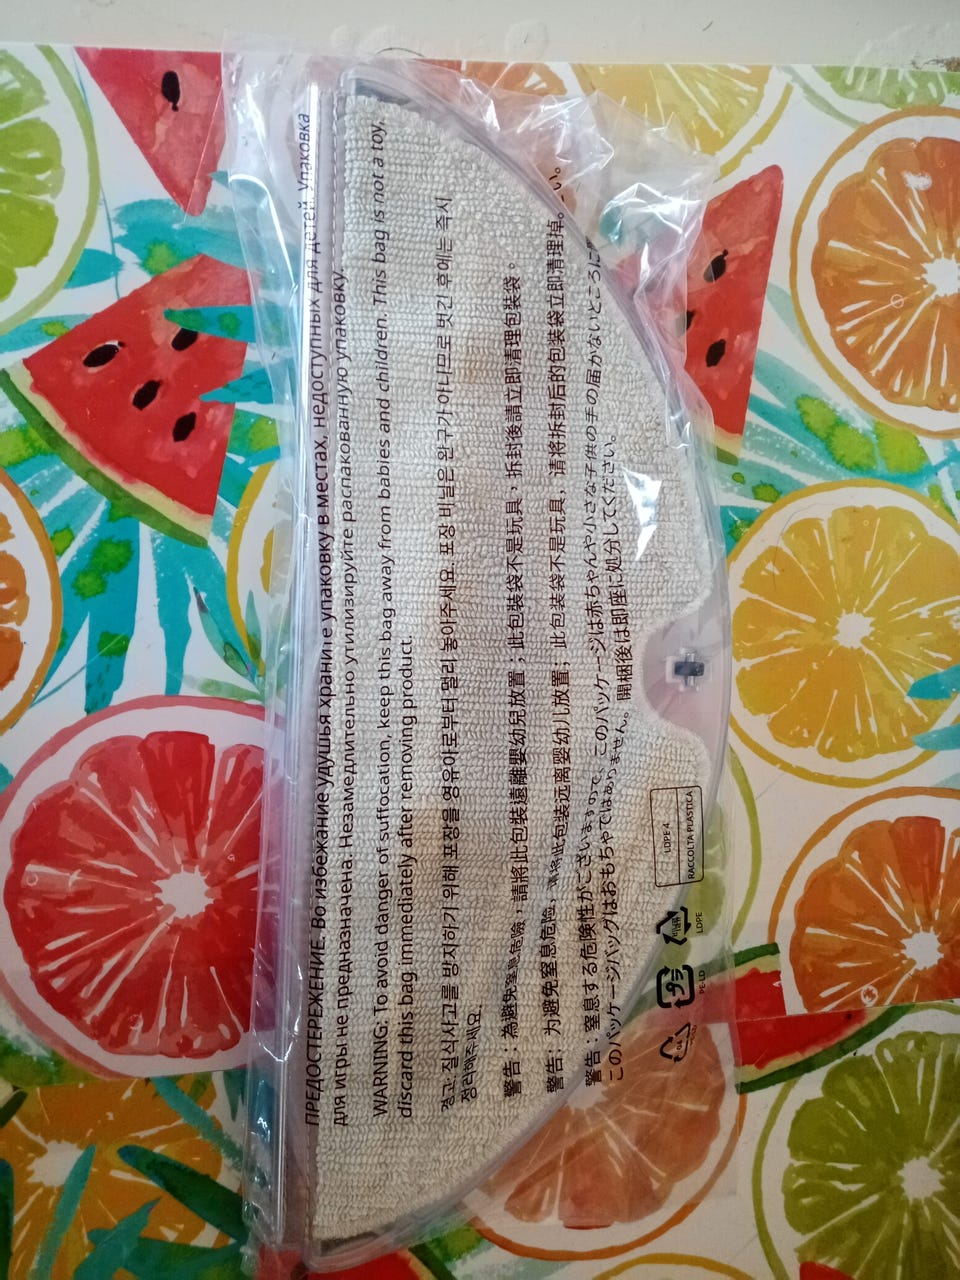 ПРЕДОСТЕРЕЖЕНИЕ. Во избежание удушья храните упаковку в местах, недоступных для детей. Упаковка
для игры не предназначена. Незамедлительно утилизируйте распакованную упаковку.
WARNING: To avoid danger of suffocation, keep this bag away from babies and children. This bag is not a toy,
discard this bag immediately after removing product.
경고: 질식사고를 방지하기 위해 포장을 영유아로부터 멀리 놓아주세요. 포장 비닐은 완구가 아니므로 벗긴 후에는 즉시
정리해주세요.
警告：為避免窒息危險，請將此包裝遠離嬰幼兒放置；此包裝袋不是玩具，拆封後請立即清理包裝袋。
警告：为避免窒息危险，请将此包装远离婴幼儿放置；此包装袋不是玩具，请将拆封后的包装袋立即清理掉。
警告：窒息する危険性がございますので、このパッケージは赤ちゃんや小さな子供の手の届かないところに い。
このパッケージバッグはおもちゃではありません。開梱後は即座に処分してください。
04
プラ
PE-LD
비닐류
LDPE
LDPE 4
RACCOLTA PLASTICA